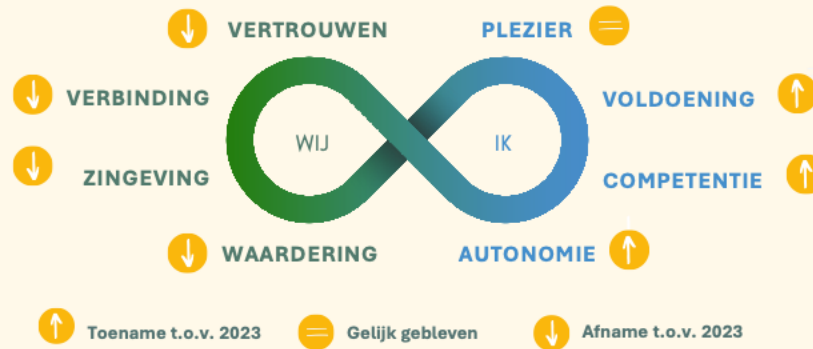 VERTROUWEN PLEZIER
VERBINDING VOLDOENING
WIJ IK
ZINGEVING COMPETENTIE
WAARDERING AUTONOMIE
Toename t.o.v. 2023 Gelijk gebleven Afname t.o.v. 2023